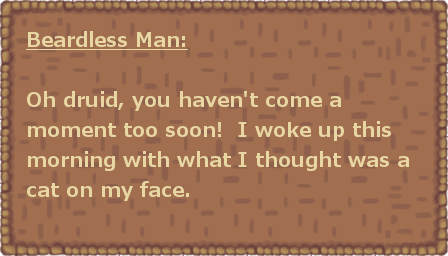 Beardless Man:
Oh druid, you haven't come a
moment too soon!  I woke up this
morning with what I thought was a
cat on my face.